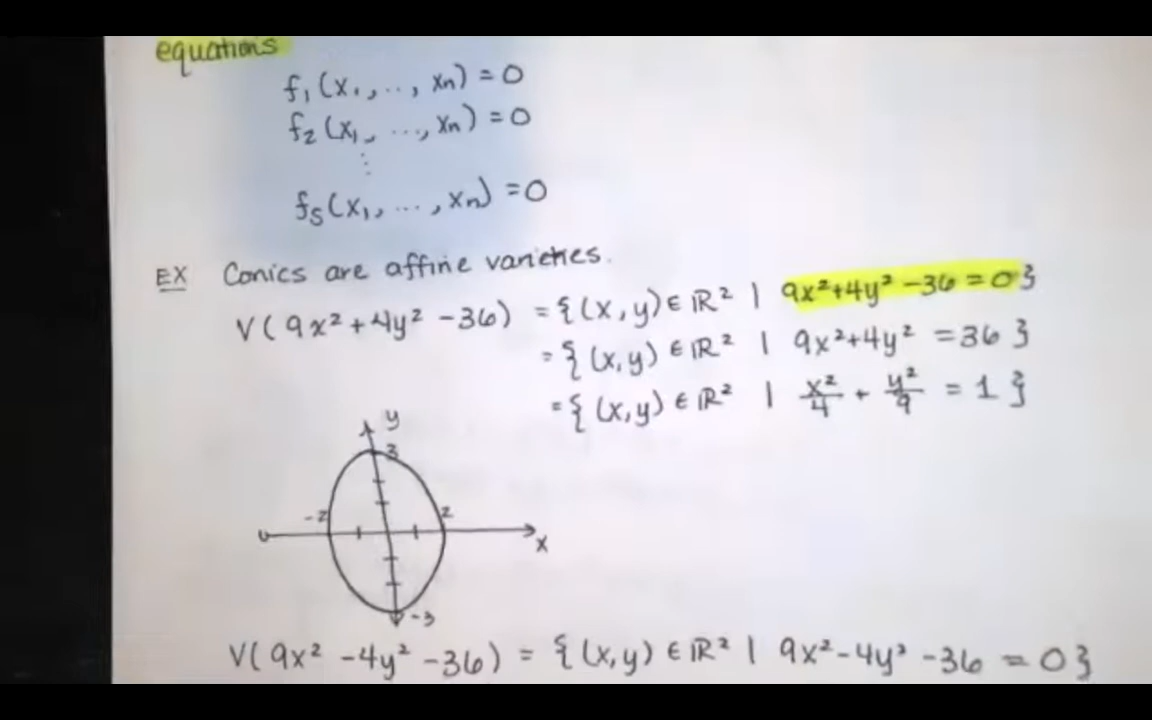 equations
f₁(x₁, ..., xn) = 0
f₂(x₁, ..., xn) = 0
⋮
fs(x₁, ..., xn) = 0
EX Conics are affine varieties.
V(9x²+4y² -36) = {(x,y) ∈ ℝ² | 9x²+4y² -36 = 0}
= {(x,y) ∈ ℝ² | 9x²+4y² = 36}
= {(x,y) ∈ ℝ² | x²/4 + y²/9 = 1}
y
3
-2 2
x
-3
V(9x² -4y² -36) = {(x,y) ∈ ℝ² | 9x²-4y² -36 = 0}